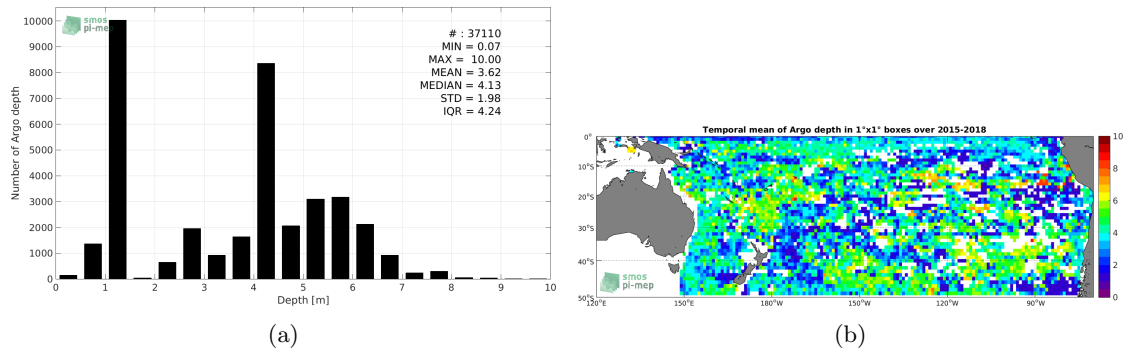 smos
pi-mep
# : 37110
MIN = 0.07
MAX = 10.00
MEAN = 3.62
MEDIAN = 4.13
STD = 1.98
IQR = 4.24
10000
9000
8000
7000
6000
5000
4000
3000
2000
1000
0
Number of Argo depth
0 1 2 3 4 5 6 7 8 9 10
Depth [m]
(a)
Temporal mean of Argo depth in 1°x1° boxes over 2015-2018
0°
10°S
20°S
30°S
40°S
50°S
120°E 150°E 180°W 150°W 120°W 90°W
10
8
6
4
2
0
smos
pi-mep
(b)